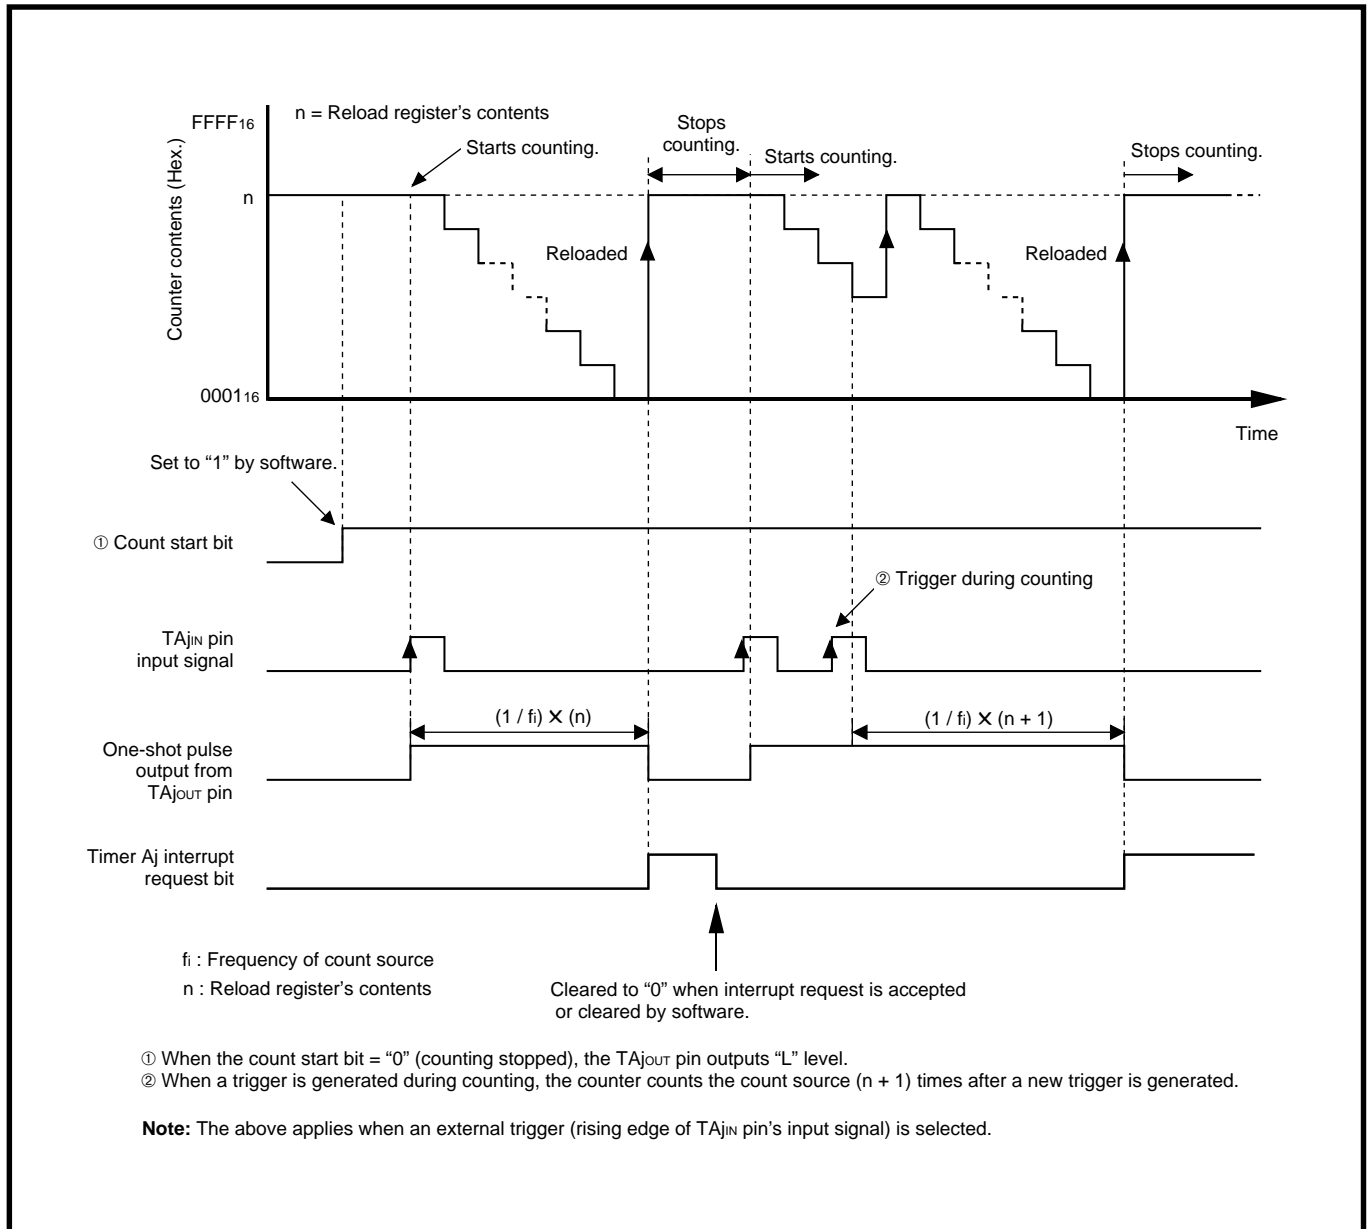 n = Reload register's contents
FFFF16
Stops
counting.
Starts counting.
Starts counting.
Stops counting.
Counter contents (Hex.)
n
Reloaded
Reloaded
000116
Time
Set to “1” by software.
① Count start bit
② Trigger during counting
TAjIN pin
input signal
(1 / fi) ✕ (n)
(1 / fi) ✕ (n + 1)
One-shot pulse
output from
TAjOUT pin
Timer Aj interrupt
request bit
fi : Frequency of count source
n : Reload register's contents
Cleared to “0” when interrupt request is accepted
or cleared by software.
① When the count start bit = “0” (counting stopped), the TAjOUT pin outputs “L” level.
② When a trigger is generated during counting, the counter counts the count source (n + 1) times after a new trigger is generated.
Note: The above applies when an external trigger (rising edge of TAjIN pin's input signal) is selected.